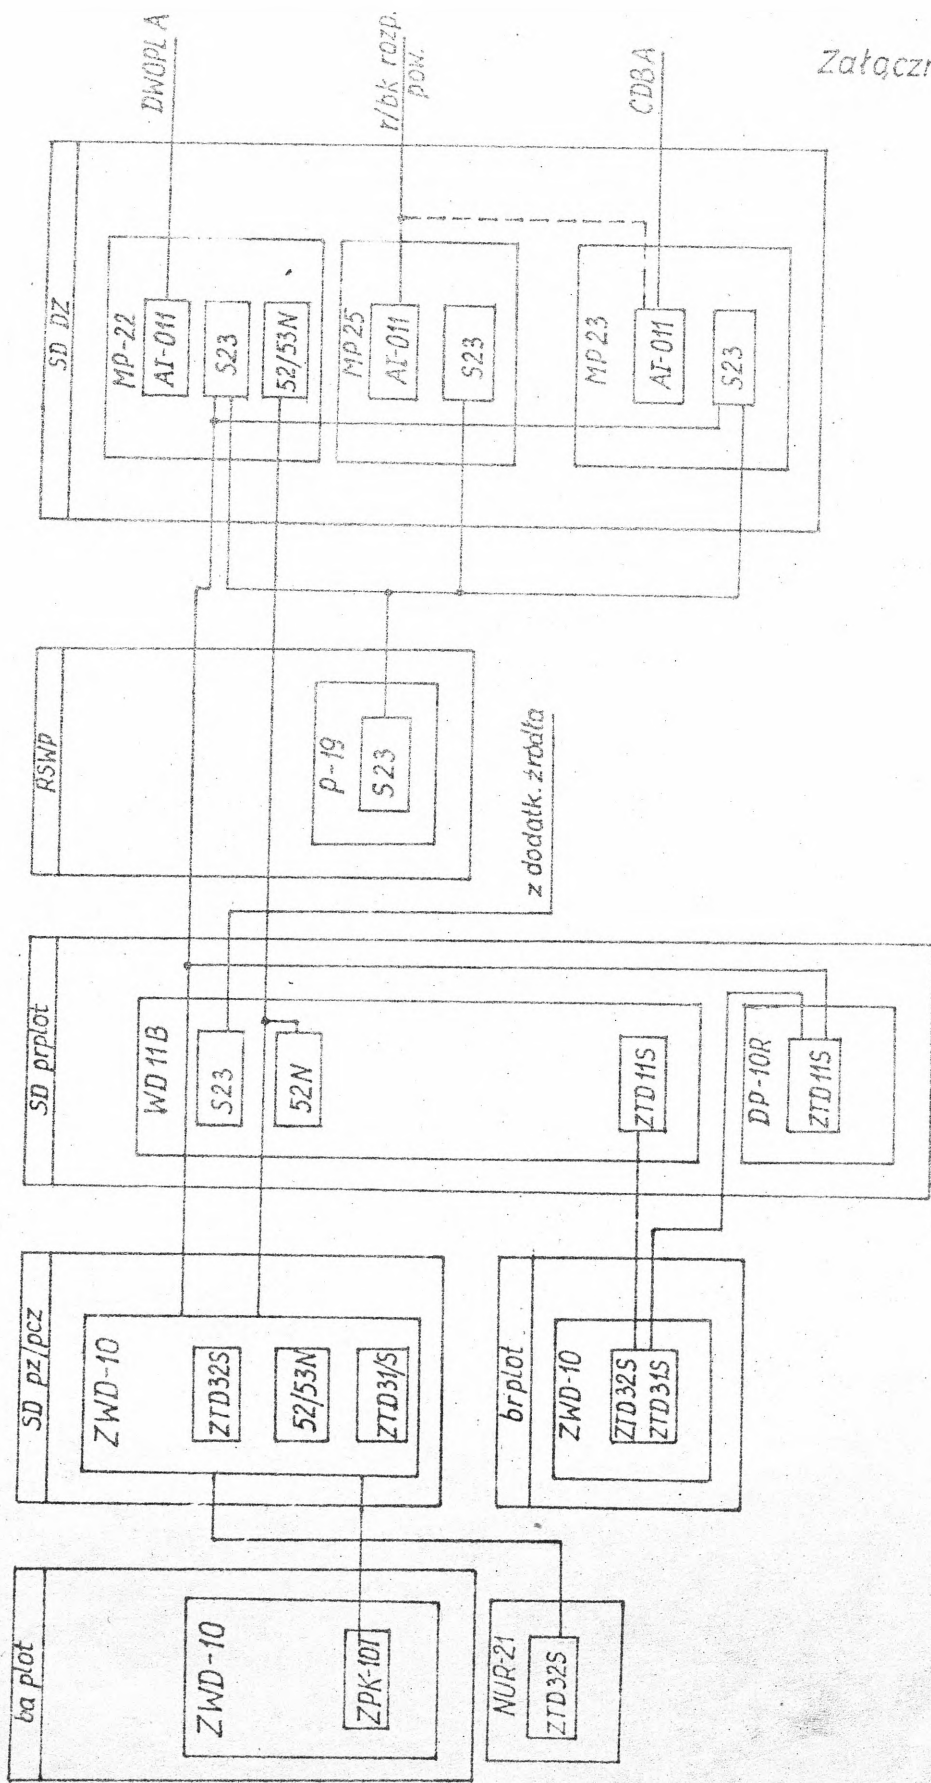 Załącz
SD DZ
MP-22
AI-011
S23
52/53N
DWOPLA
MP25
AI-011
S23
r/bk rozp.
pow.
MP23
AI-011
S23
CDBA
RSWP
P-19
S23
z dodatk. źródła
SD prplot
WD11B
S23
52N
ZTD11S
DP-10R
ZTD11S
SD pz/pcz
ZWD-10
ZTD32S
52/53N
ZTD31/S
brplot
ZWD-10
ZTD32S
ZTD31S
ba plot
ZWD-10
ZPK-10T
NUR-21
ZTD32S